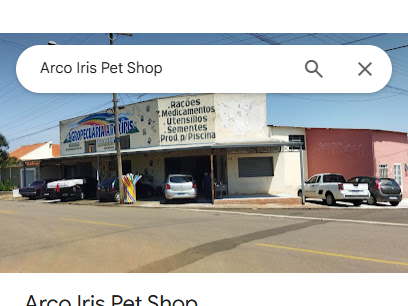 Arco Iris Pet Shop
AGROPECUÁRIA ARCO ÍRIS
.Rações
.Medicamentos
.Utensílios
.Sementes
Prod.p/Piscina
Arco Iris Pet Shop